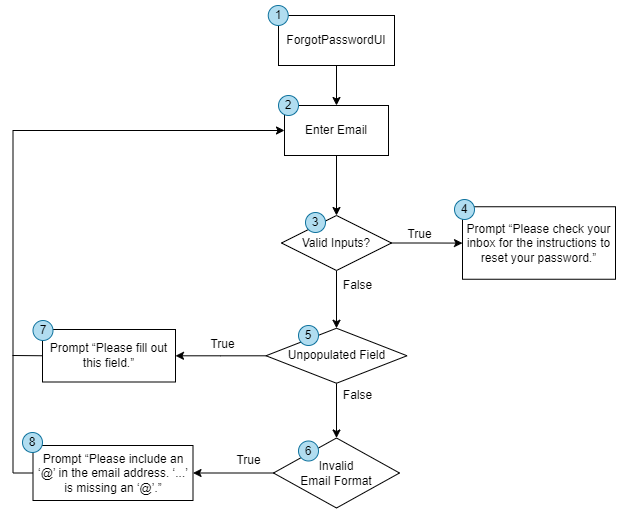 1
ForgotPasswordUI
2
Enter Email
3
Valid Inputs?
True
4
Prompt “Please check your
inbox for the instructions to
reset your password.”
False
5
Unpopulated Field
True
7
Prompt “Please fill out
this field.”
False
6
Invalid
Email Format
True
8
Prompt “Please include an
‘@’ in the email address. ‘...’
is missing an ‘@’.”